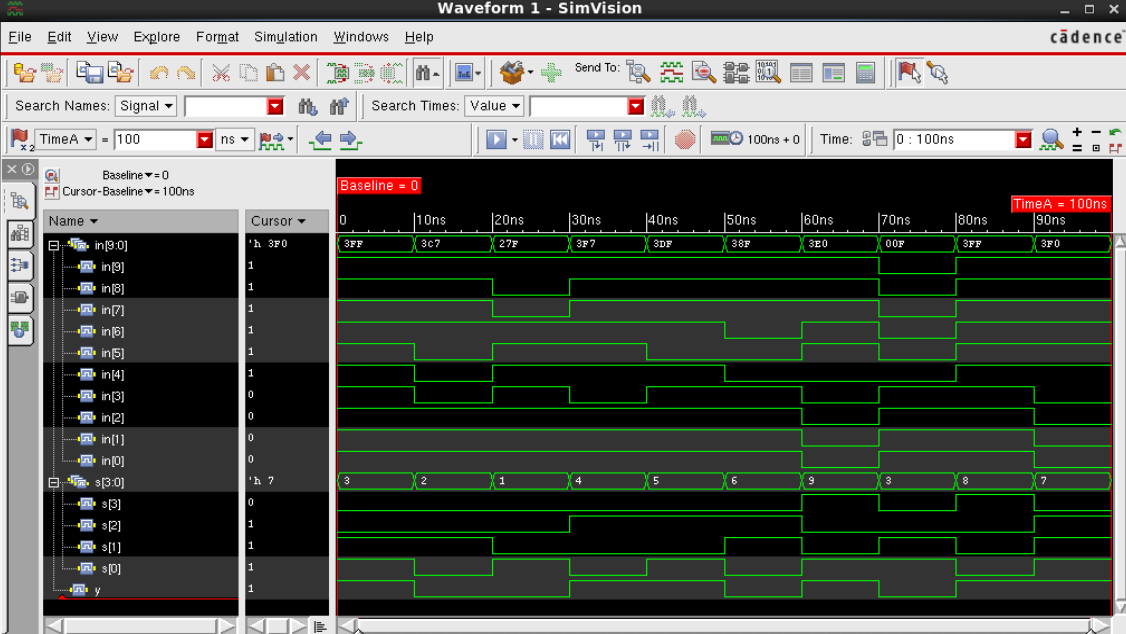 Waveform 1 - SimVision
File Edit View Explore Format Simulation Windows Help cādence
Send To:
Search Names: Signal Search Times: Value
TimeA = 100 ns 100ns + 0 Time: 0 : 100ns
Baseline = 0
Cursor-Baseline = 100ns
Baseline = 0
TimeA = 100ns
Name Cursor 0 10ns 20ns 30ns 40ns 50ns 60ns 70ns 80ns 90ns
in[9:0] 'h 3F0 3FF 3C7 27F 3F7 3DF 38F 3E0 00F 3FF 3F0
in[9] 1
in[8] 1
in[7] 1
in[6] 1
in[5] 1
in[4] 1
in[3] 0
in[2] 0
in[1] 0
in[0] 0
s[3:0] 'h 7 3 2 1 4 5 6 9 3 8 7
s[3] 0
s[2] 1
s[1] 1
s[0] 1
y 1